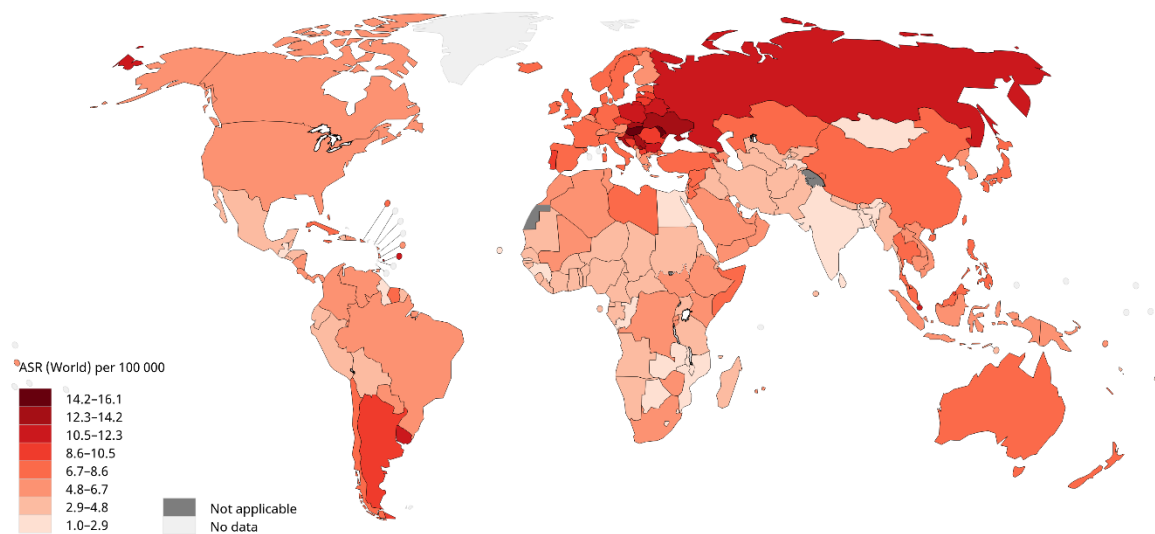 ASR (World) per 100 000
14.2–16.1
12.3–14.2
10.5–12.3
8.6–10.5
6.7–8.6
4.8–6.7
2.9–4.8
1.0–2.9
Not applicable
No data